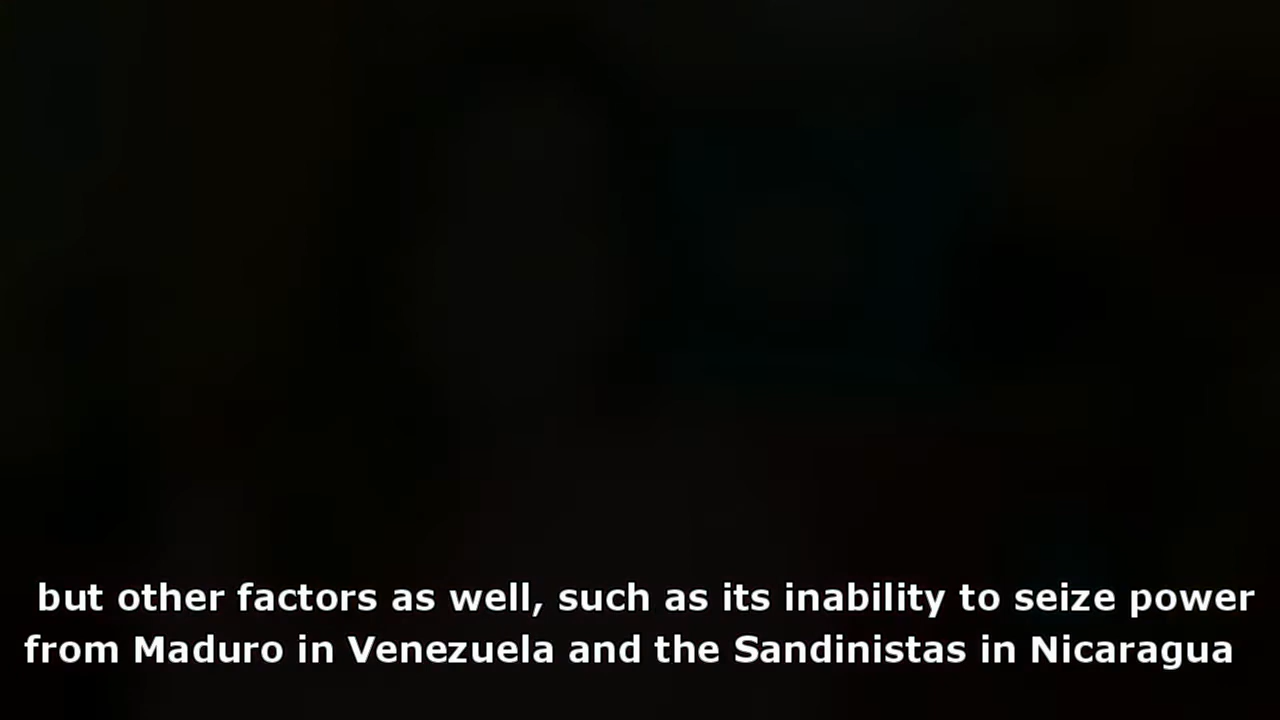 but other factors as well, such as its inability to seize power
from Maduro in Venezuela and the Sandinistas in Nicaragua